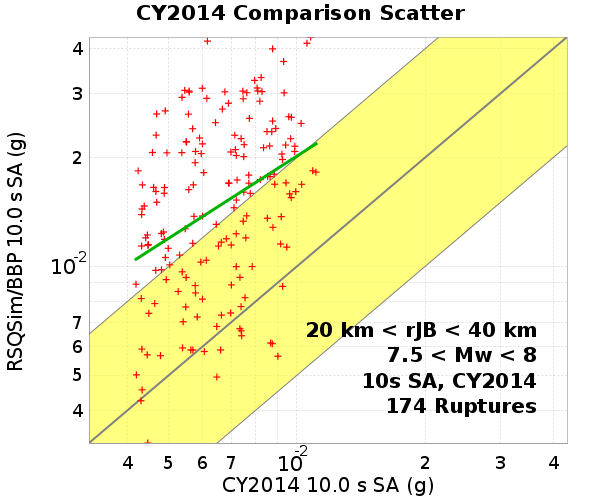 CY2014 Comparison Scatter
RSQSim/BBP 10.0 s SA (g)
4
3
2
10-2
7
6
5
4
20 km < rJB < 40 km
7.5 < Mw < 8
10s SA, CY2014
174 Ruptures
4 5 6 7 10-2 2 3 4
CY2014 10.0 s SA (g)